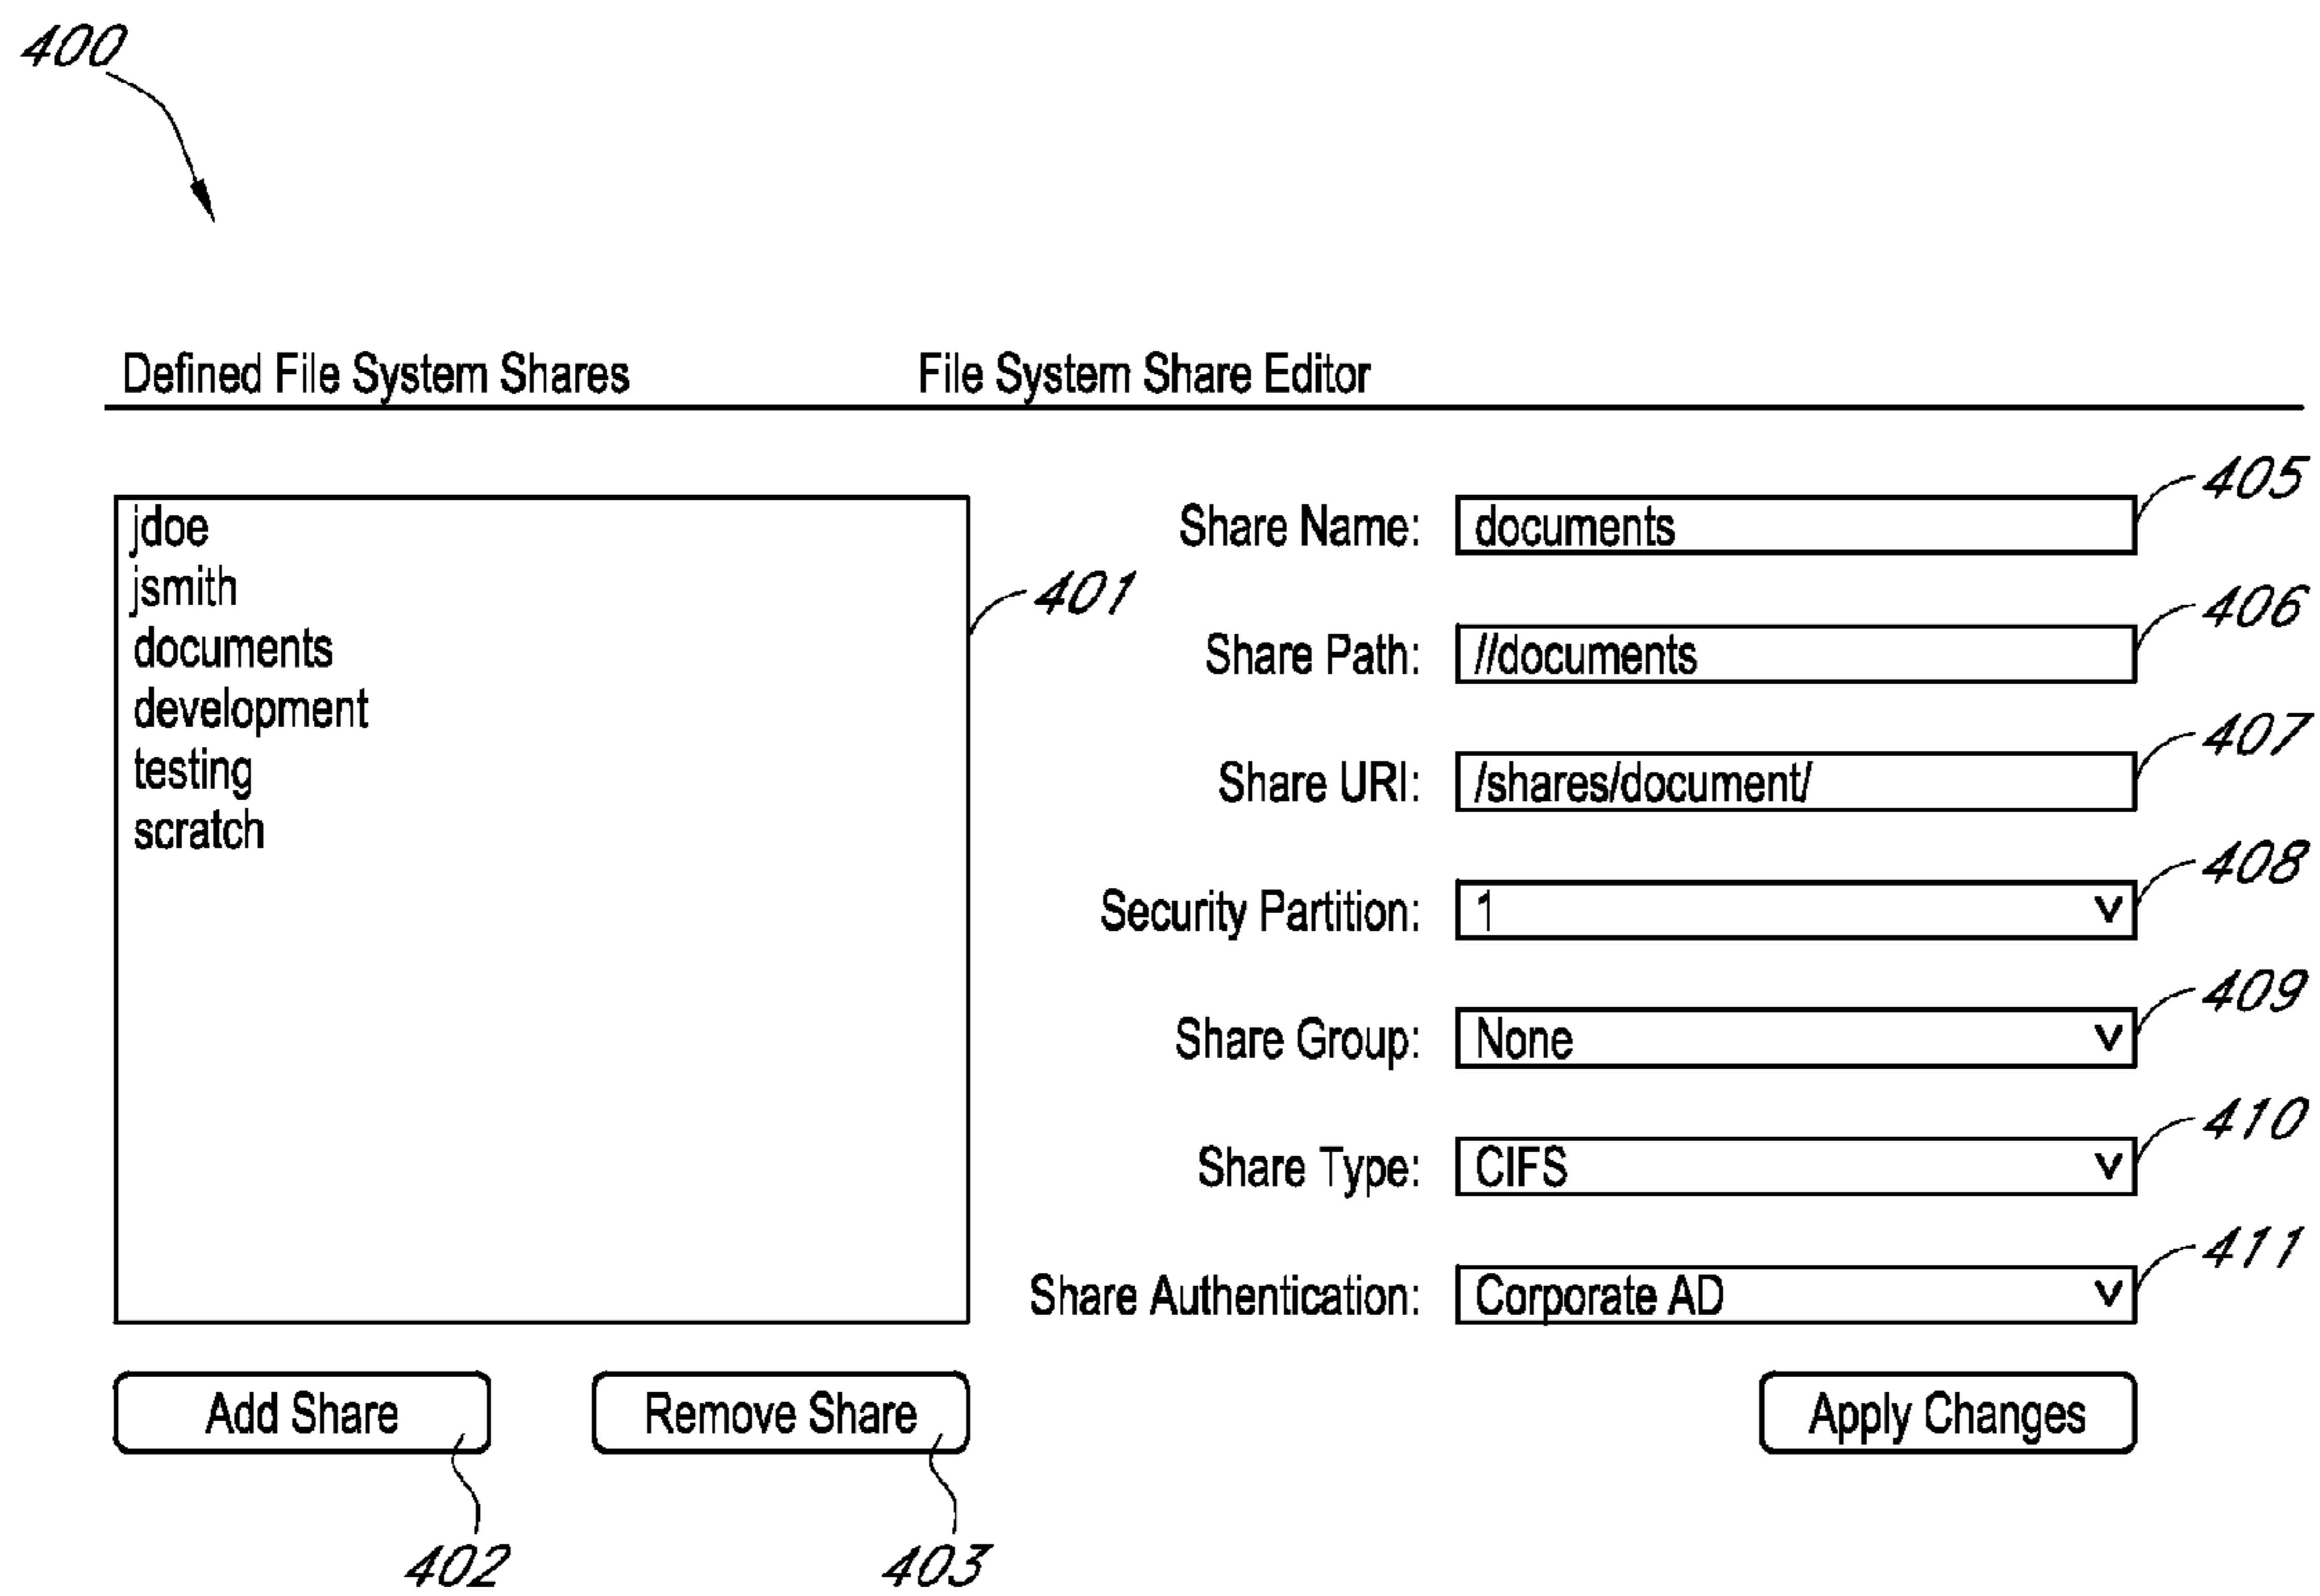 400
Defined File System Shares
File System Share Editor
jdoe
jsmith
documents
development
testing
scratch
401
Add Share
Remove Share
402
403
Share Name: documents
405
Share Path: //documents
406
Share URI: /shares/document/
407
Security Partition: 1 v
408
Share Group: None v
409
Share Type: CIFS v
410
Share Authentication: Corporate AD v
411
Apply Changes